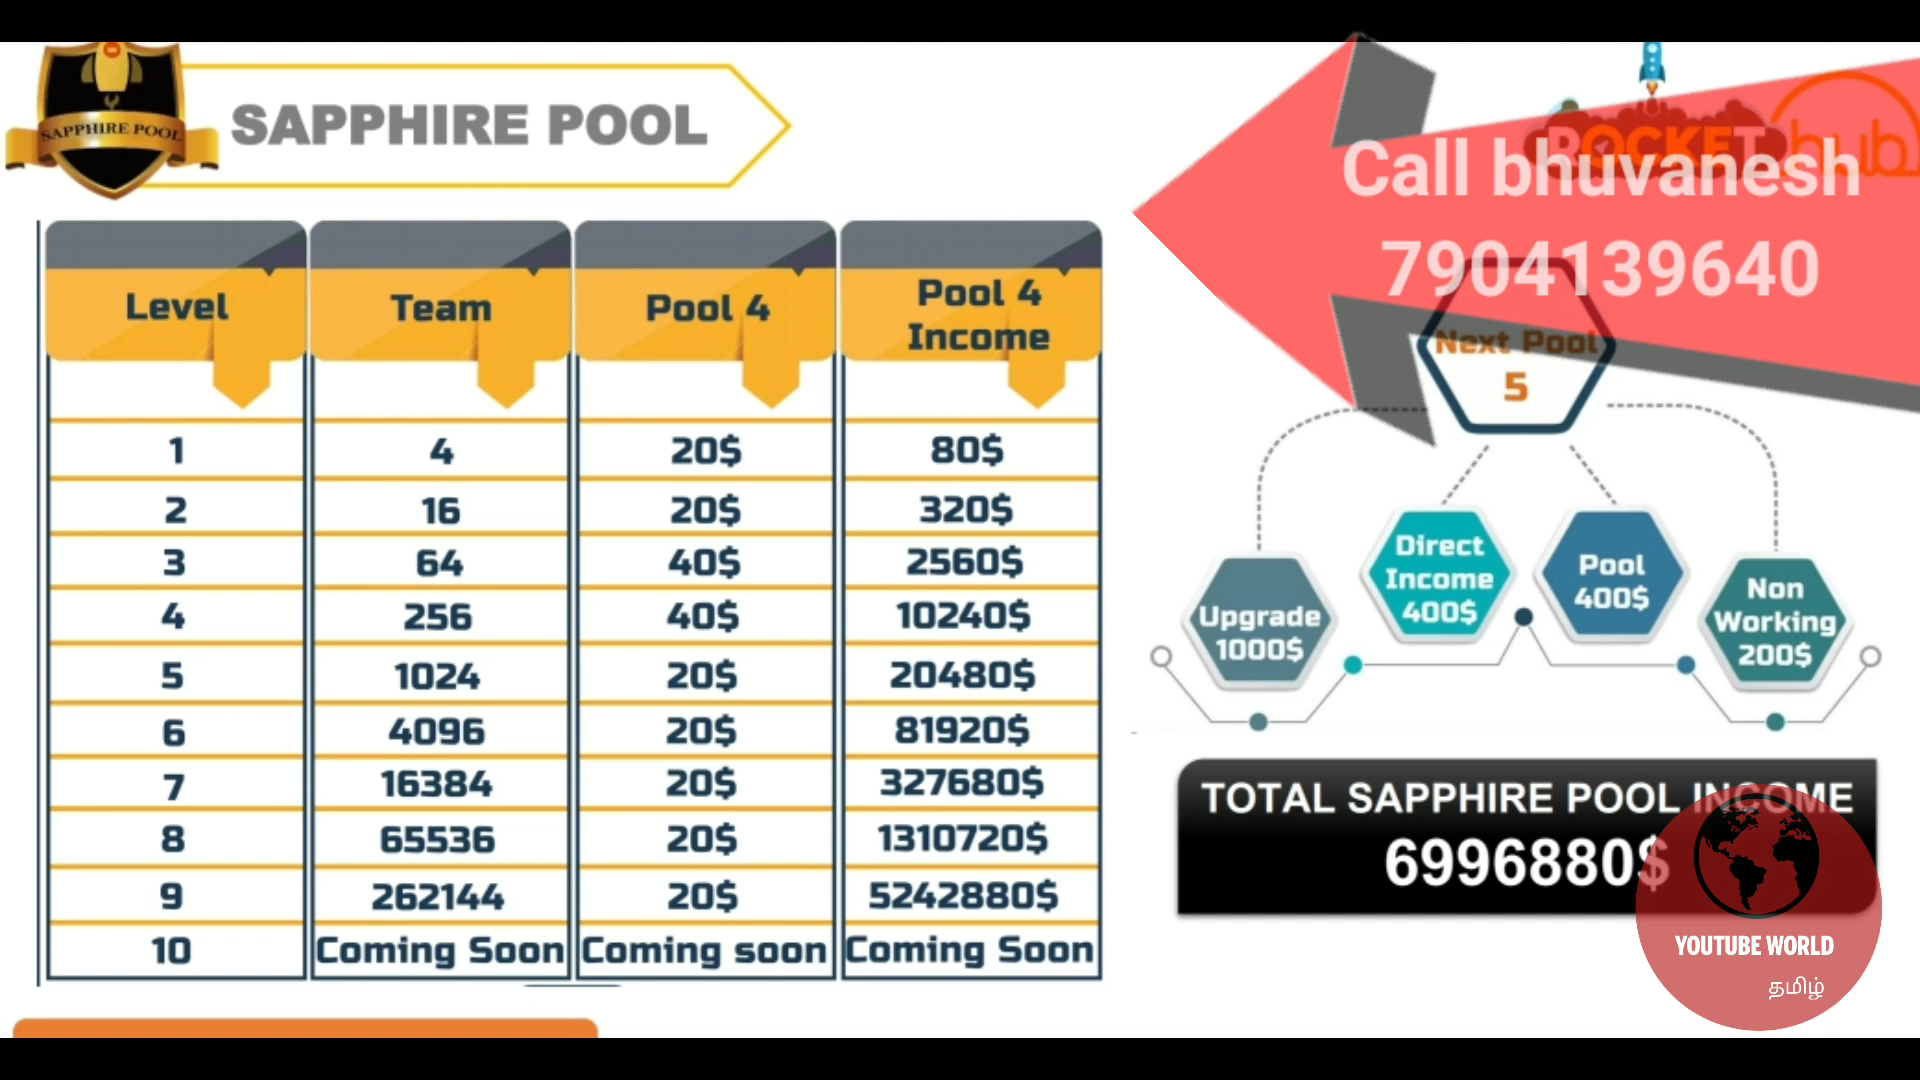 SAPPHIRE POOL
SAPPHIRE POOL
ROCKET hub
Call bhuvanesh
7904139640
Level Team Pool 4 Pool 4 Income
1 4 20$ 80$
2 16 20$ 320$
3 64 40$ 2560$
4 256 40$ 10240$
5 1024 20$ 20480$
6 4096 20$ 81920$
7 16384 20$ 327680$
8 65536 20$ 1310720$
9 262144 20$ 5242880$
10 Coming Soon Coming soon Coming Soon
Next Pool
5
Upgrade
1000$
Direct
Income
400$
Pool
400$
Non
Working
200$
TOTAL SAPPHIRE POOL INCOME
6996880$
YOUTUBE WORLD
தமிழ்